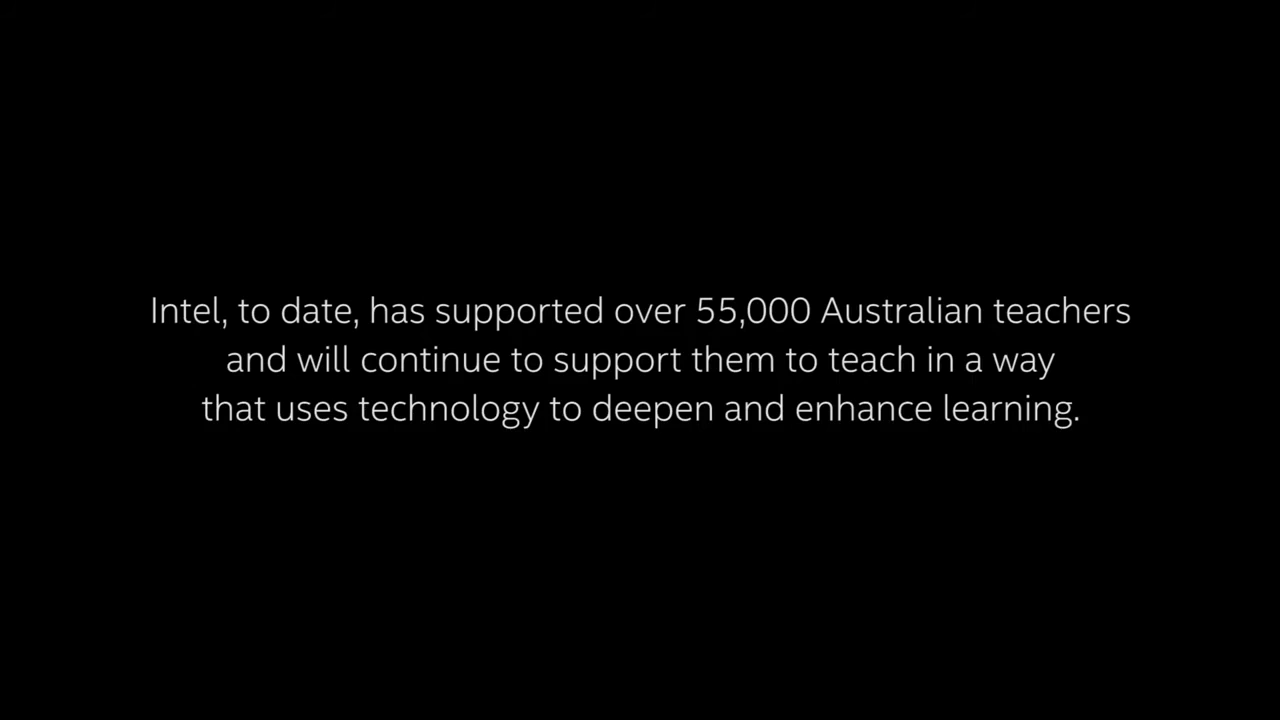 Intel, to date, has supported over 55,000 Australian teachers
and will continue to support them to teach in a way
that uses technology to deepen and enhance learning.